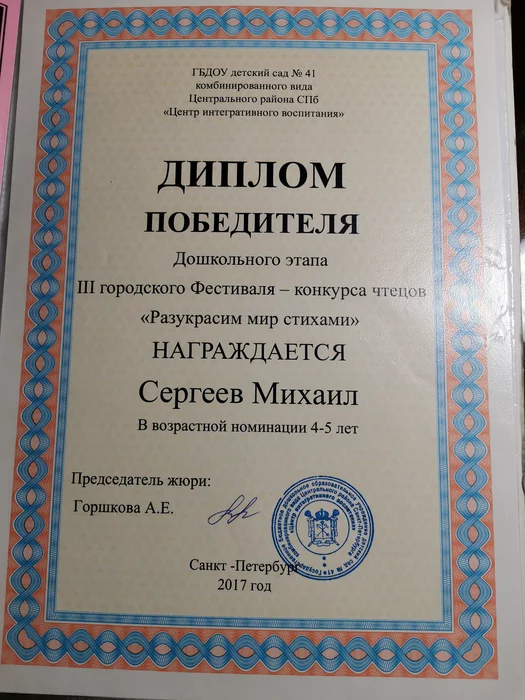 ГБДОУ детский сад № 41
комбинированного вида
Центрального района СПб
«Центр интегративного воспитания»
ДИПЛОМ
ПОБЕДИТЕЛЯ
Дошкольного этапа
III городского Фестиваля – конкурса чтецов
«Разукрасим мир стихами»
НАГРАЖДАЕТСЯ
Сергеев Михаил
В возрастной номинации 4-5 лет
Председатель жюри:
Горшкова А.Е.
Санкт -Петербург
2017 год